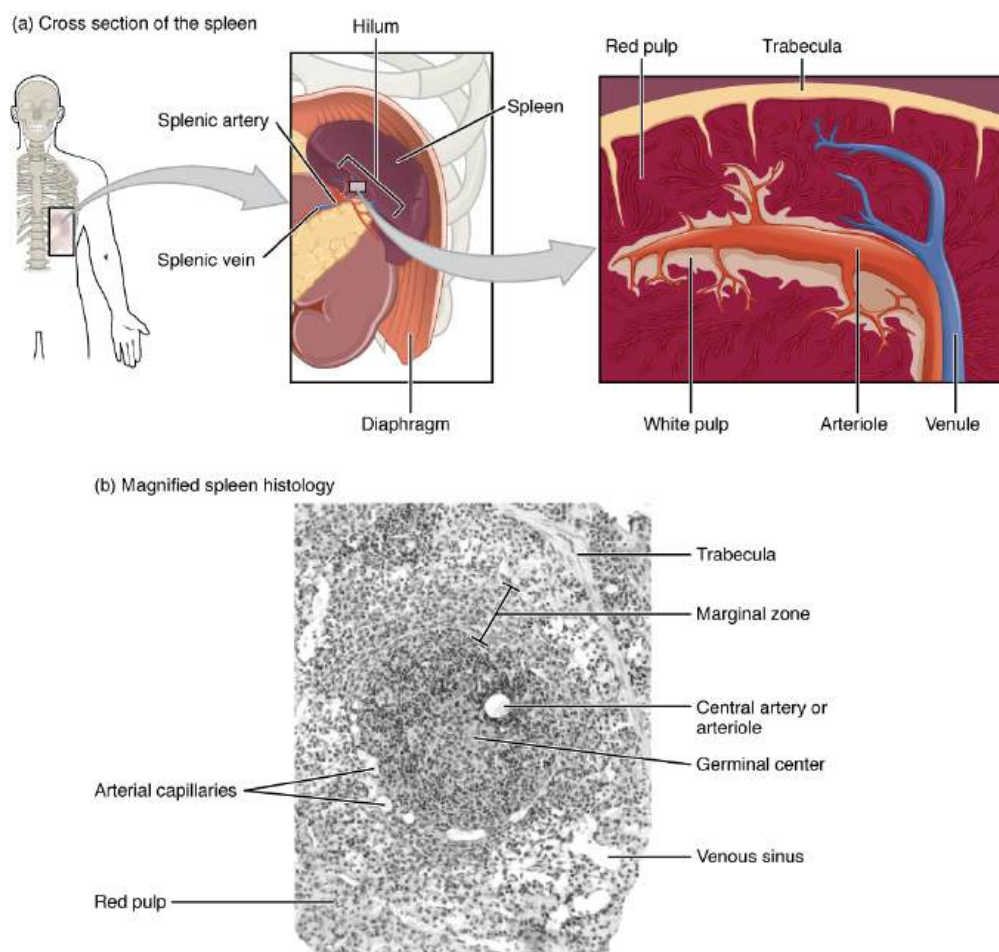 (a) Cross section of the spleen
Hilum
Splenic artery
Spleen
Splenic vein
Diaphragm
Red pulp
Trabecula
White pulp
Arteriole
Venule
(b) Magnified spleen histology
Trabecula
Marginal zone
Central artery or
arteriole
Germinal center
Arterial capillaries
Venous sinus
Red pulp